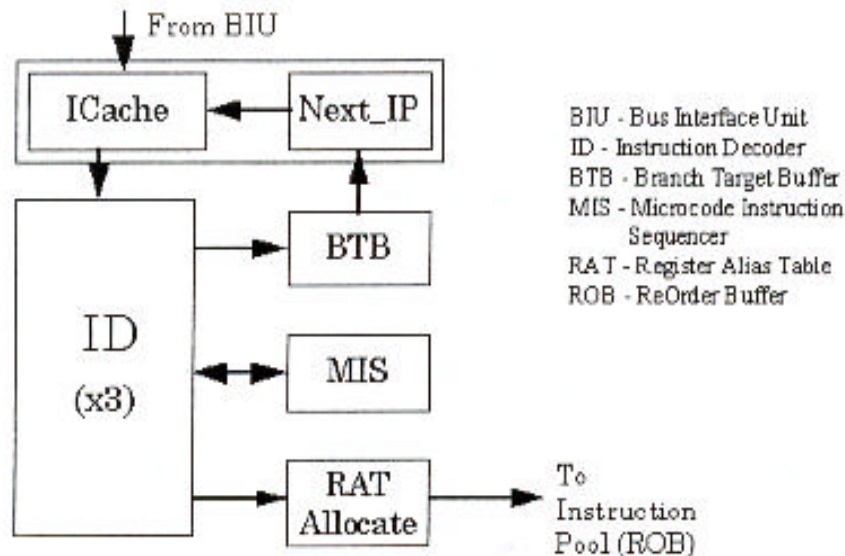 From BIU
ICache
Next_IP
BTB
ID
(x3)
MIS
RAT
Allocate
To
Instruction
Pool (ROB)
BIU - Bus Interface Unit
ID - Instruction Decoder
BTB - Branch Target Buffer
MIS - Microcode Instruction
Sequencer
RAT - Register Alias Table
ROB - ReOrder Buffer